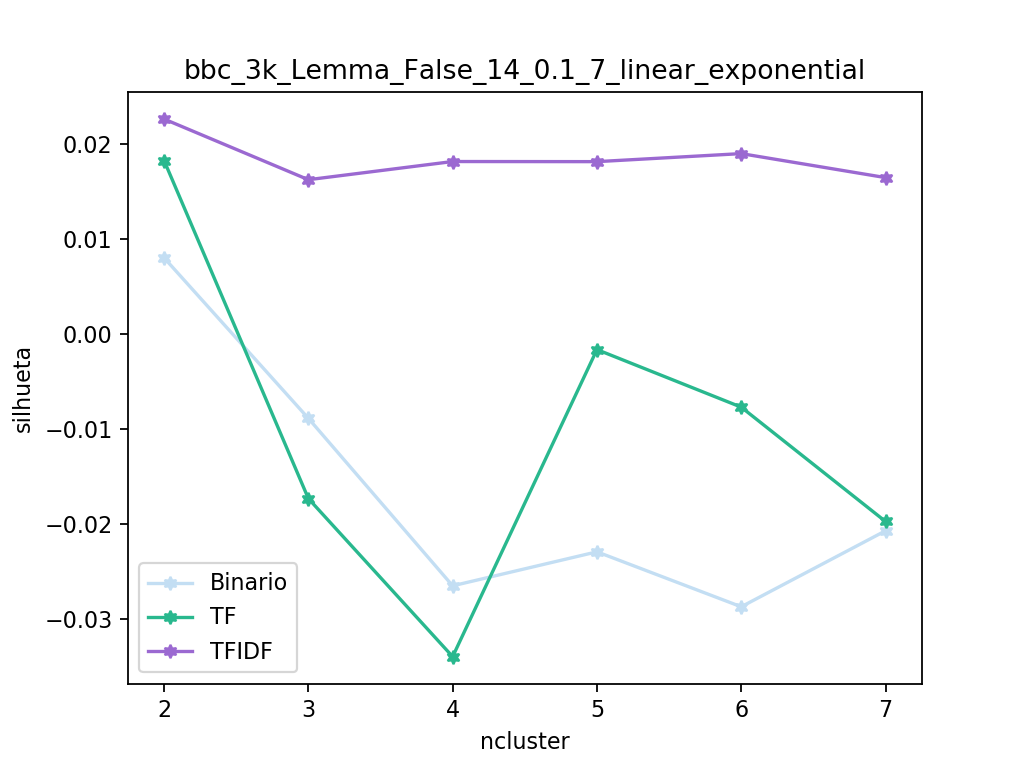 bbc_3k_Lemma_False_14_0.1_7_linear_exponential
silhueta
0.02
0.01
0.00
−0.01
−0.02
−0.03
Binario
TF
TFIDF
2 3 4 5 6 7
ncluster